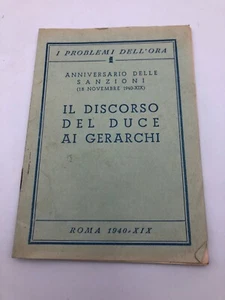 I PROBLEMI DELL'ORA
1
ANNIVERSARIO DELLE
SANZIONI
(18 NOVEMBRE 1940-XIX)
IL DISCORSO
DEL DUCE
AI GERARCHI
ROMA 1940-XIX